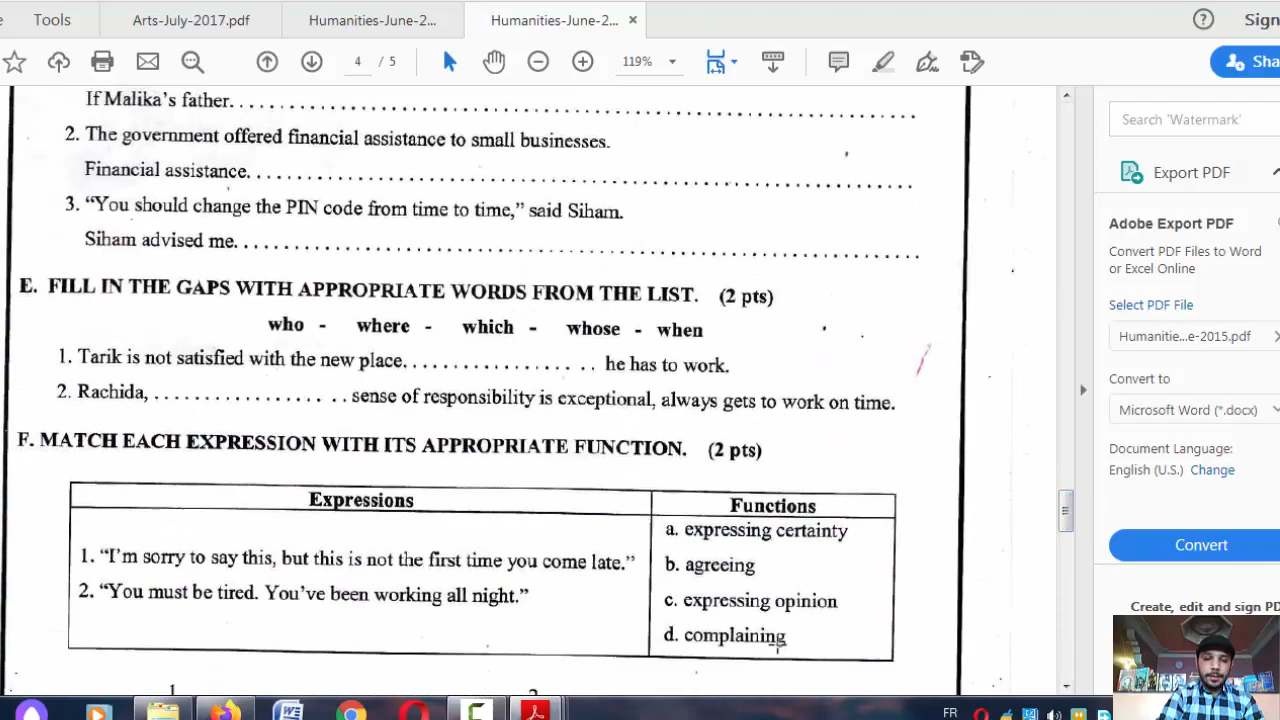 Tools
Arts-July-2017.pdf
Humanities-June-2...
Humanities-June-2... ×
Sign
4 / 5
119%
Sha
If Malika's father. . . . . . . . . . . . . . . . . . . . . . . . . . . . . . . . . . . . . . . . . . . . . . . . . . . . . . . . . . . .
2. The government offered financial assistance to small businesses.
Financial assistance. . . . . . . . . . . . . . . . . . . . . . . . . . . . . . . . . . . . . . . . . . . . . . . . . . . . . . . . . .
3. “You should change the PIN code from time to time,” said Siham.
Siham advised me. . . . . . . . . . . . . . . . . . . . . . . . . . . . . . . . . . . . . . . . . . . . . . . . . . . . . . . . . . . .
E. FILL IN THE GAPS WITH APPROPRIATE WORDS FROM THE LIST. (2 pts)
who - where - which - whose - when
1. Tarik is not satisfied with the new place. . . . . . . . . . . . . . . . . . he has to work.
2. Rachida, . . . . . . . . . . . . . . . . . . sense of responsibility is exceptional, always gets to work on time.
F. MATCH EACH EXPRESSION WITH ITS APPROPRIATE FUNCTION. (2 pts)
Expressions
Functions
1. “I'm sorry to say this, but this is not the first time you come late.”
2. “You must be tired. You've been working all night.”
a. expressing certainty
b. agreeing
c. expressing opinion
d. complaining
Search 'Watermark'
Export PDF
Adobe Export PDF
Convert PDF Files to Word
or Excel Online
Select PDF File
Humanitie...e-2015.pdf
Convert to
Microsoft Word (*.docx)
Document Language:
English (U.S.) Change
Convert
Create, edit and sign PD
FR